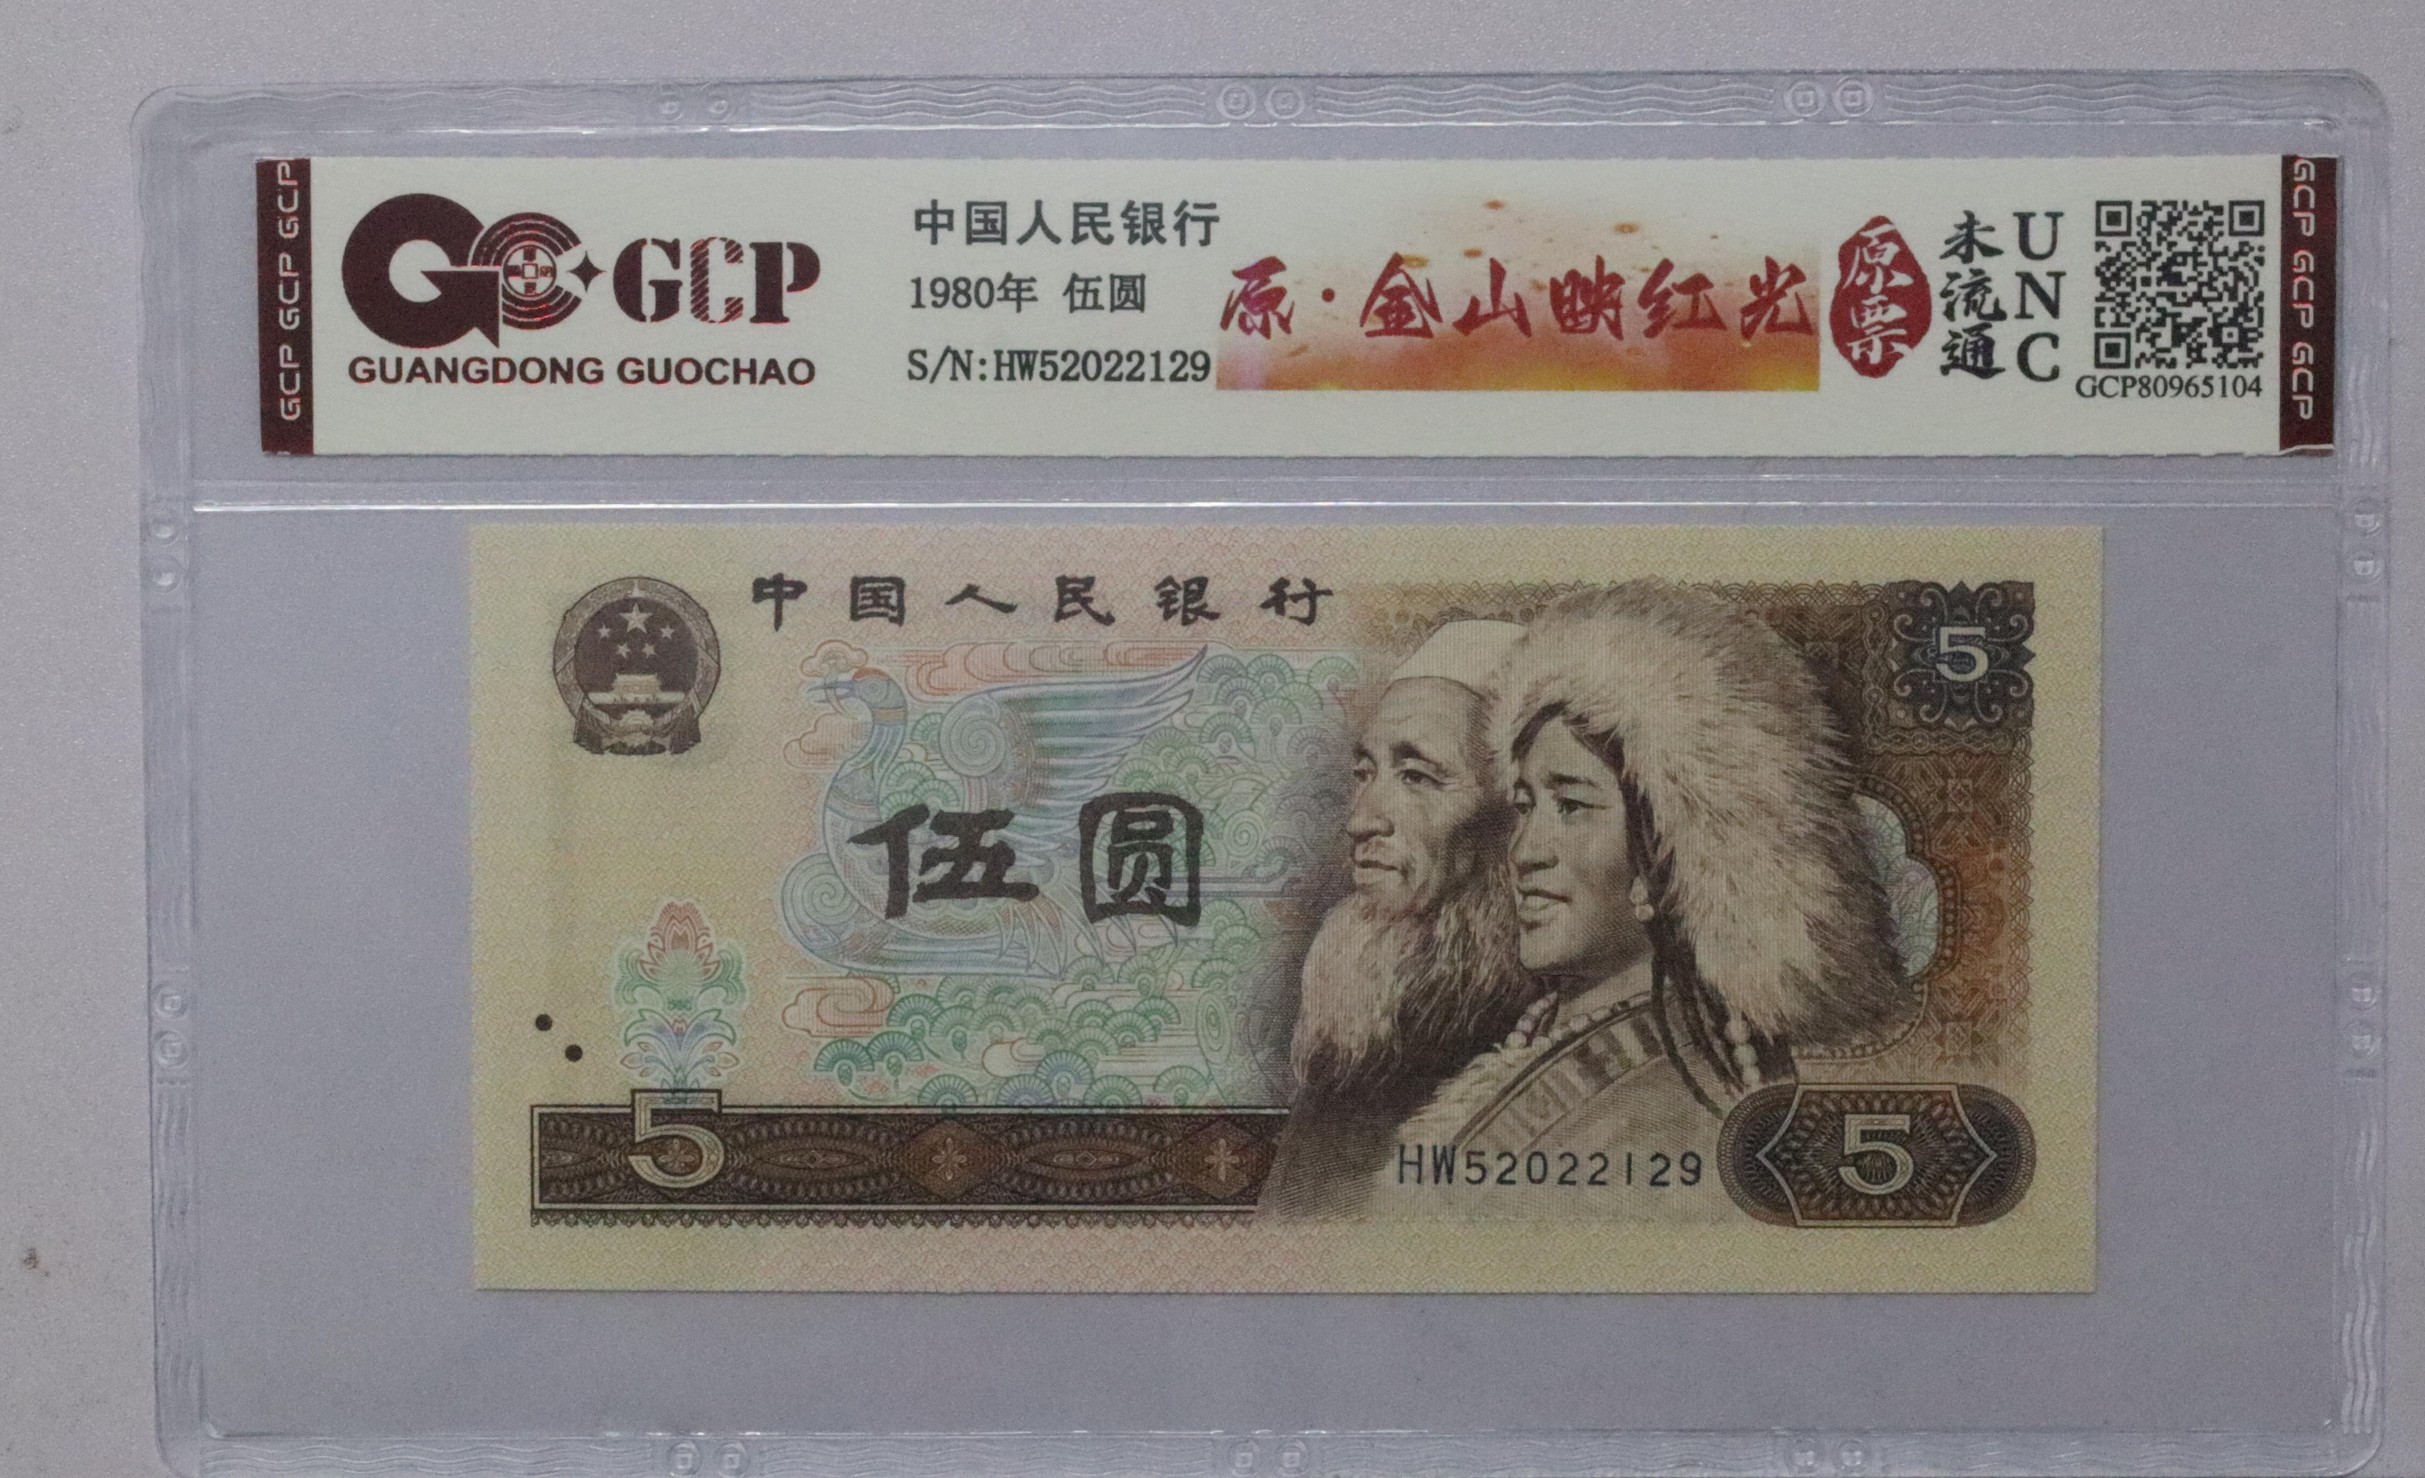 GCP GCP GCP
GCP
GUANGDONG GUOCHAO
中国人民银行
1980年 伍圆
S/N:HW52022129
原·金山映红光
原票
未流通
UNC
GCP80965104
GCP GCP GCP
中国人民银行
5
伍圆
5
HW52022129
5